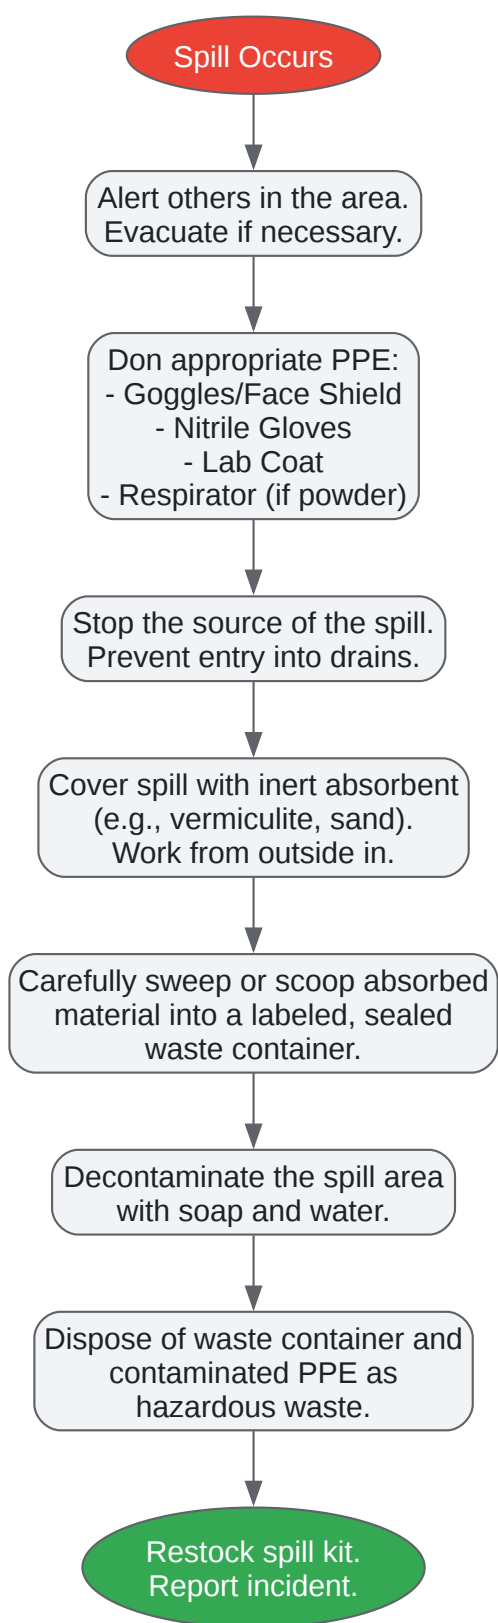 Spill Occurs
Alert others in the area.
Evacuate if necessary.
Don appropriate PPE:
- Goggles/Face Shield
- Nitrile Gloves
- Lab Coat
- Respirator (if powder)
Stop the source of the spill.
Prevent entry into drains.
Cover spill with inert absorbent
(e.g., vermiculite, sand).
Work from outside in.
Carefully sweep or scoop absorbed
material into a labeled, sealed
waste container.
Decontaminate the spill area
with soap and water.
Dispose of waste container and
contaminated PPE as
hazardous waste.
Restock spill kit.
Report incident.